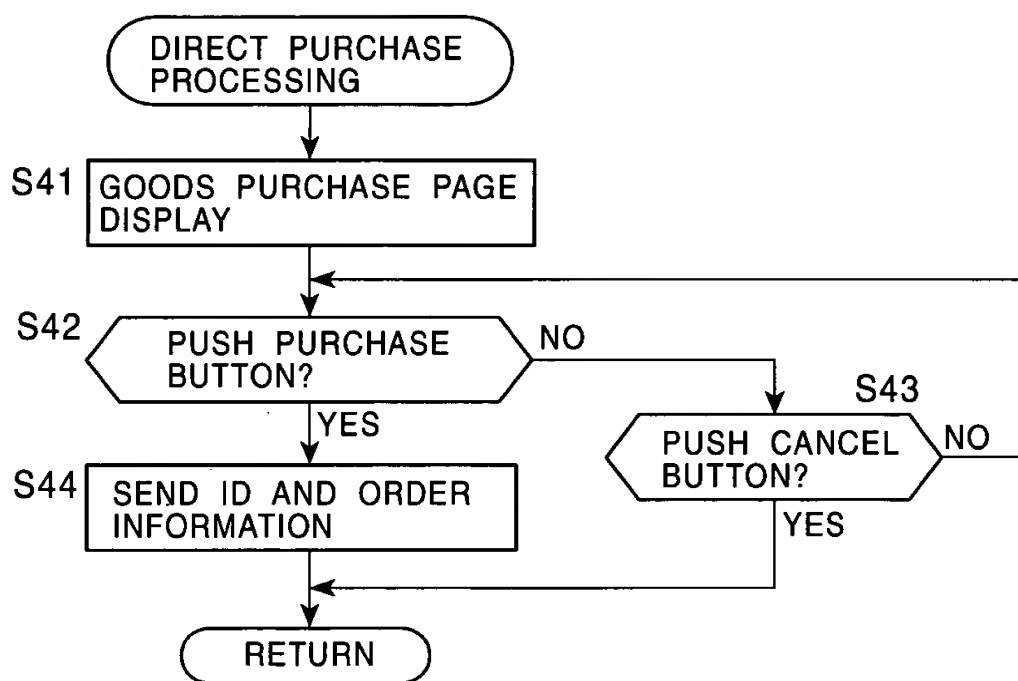 DIRECT PURCHASE
PROCESSING
S41
GOODS PURCHASE PAGE
DISPLAY
S42
PUSH PURCHASE
BUTTON?
NO
S43
YES
PUSH CANCEL
BUTTON?
NO
S44
SEND ID AND ORDER
INFORMATION
YES
RETURN